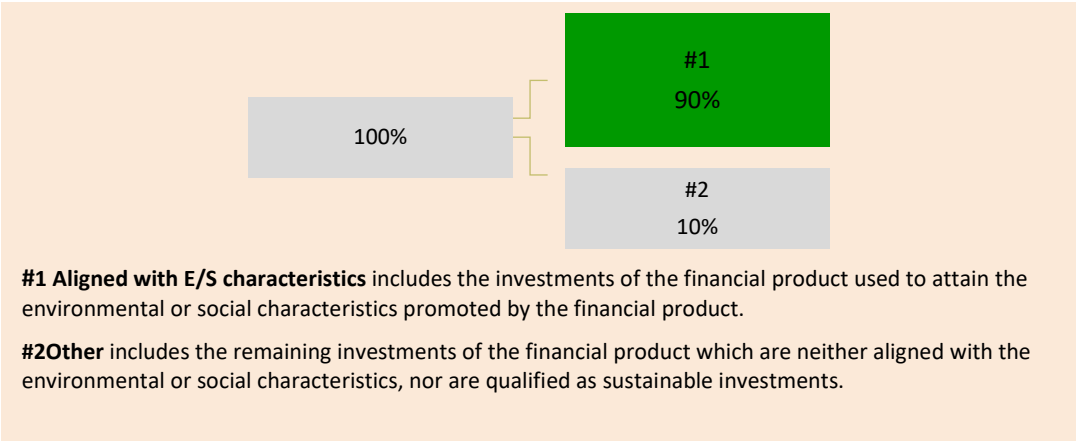 #1
90%
100%
#2
10%
#1 Aligned with E/S characteristics includes the investments of the financial product used to attain the
environmental or social characteristics promoted by the financial product.
#2Other includes the remaining investments of the financial product which are neither aligned with the
environmental or social characteristics, nor are qualified as sustainable investments.